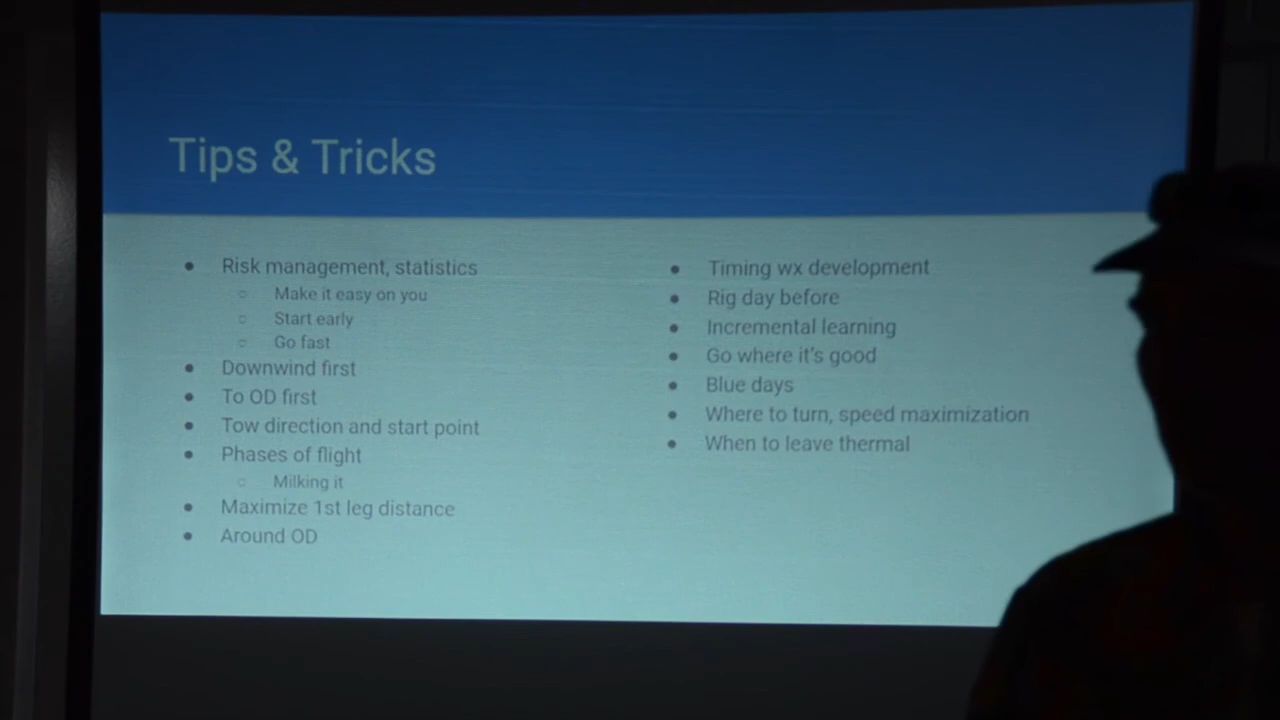 Tips & Tricks
Risk management, statistics
Make it easy on you
Start early
Go fast
Downwind first
To OD first
Tow direction and start point
Phases of flight
Milking it
Maximize 1st leg distance
Around OD
Timing wx development
Rig day before
Incremental learning
Go where it's good
Blue days
Where to turn, speed maximization
When to leave thermal